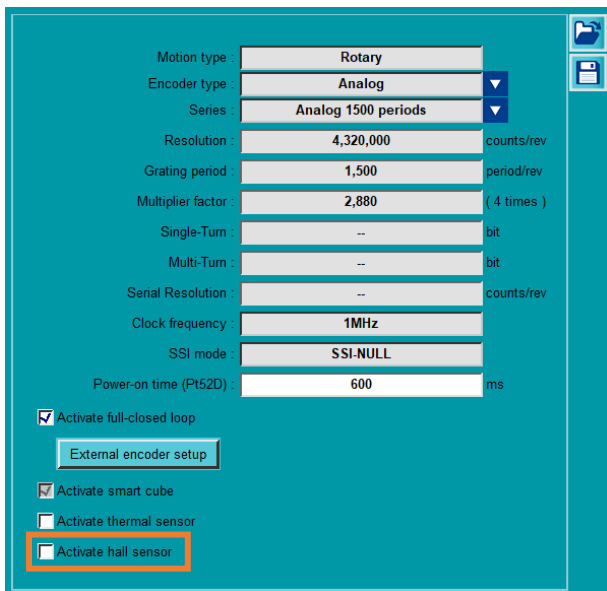 Motion type : Rotary
Encoder type : Analog
Series : Analog 1500 periods
Resolution : 4,320,000 counts/rev
Grating period : 1,500 period/rev
Multiplier factor : 2,880 ( 4 times )
Single-Turn : -- bit
Multi-Turn : -- bit
Serial Resolution : -- counts/rev
Clock frequency : 1MHz
SSI mode : SSI-NULL
Power-on time (Pt52D) : 600 ms
Activate full-closed loop
External encoder setup
Activate smart cube
Activate thermal sensor
Activate hall sensor